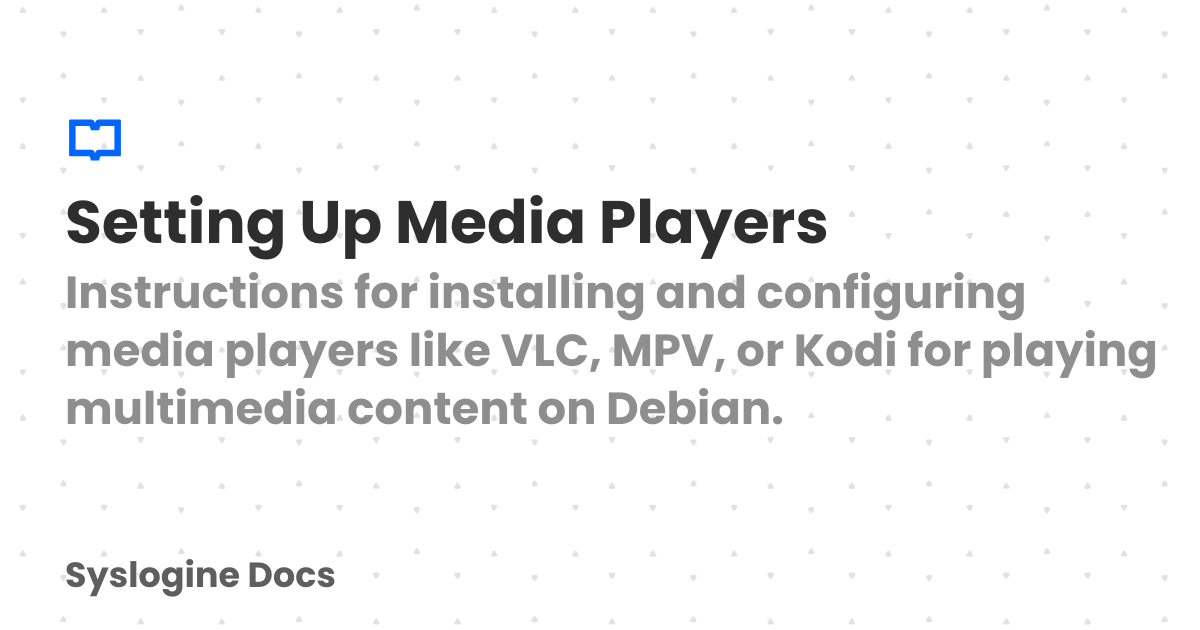 Setting Up Media Players
Instructions for installing and configuring
media players like VLC, MPV, or Kodi for playing
multimedia content on Debian.
Syslogine Docs